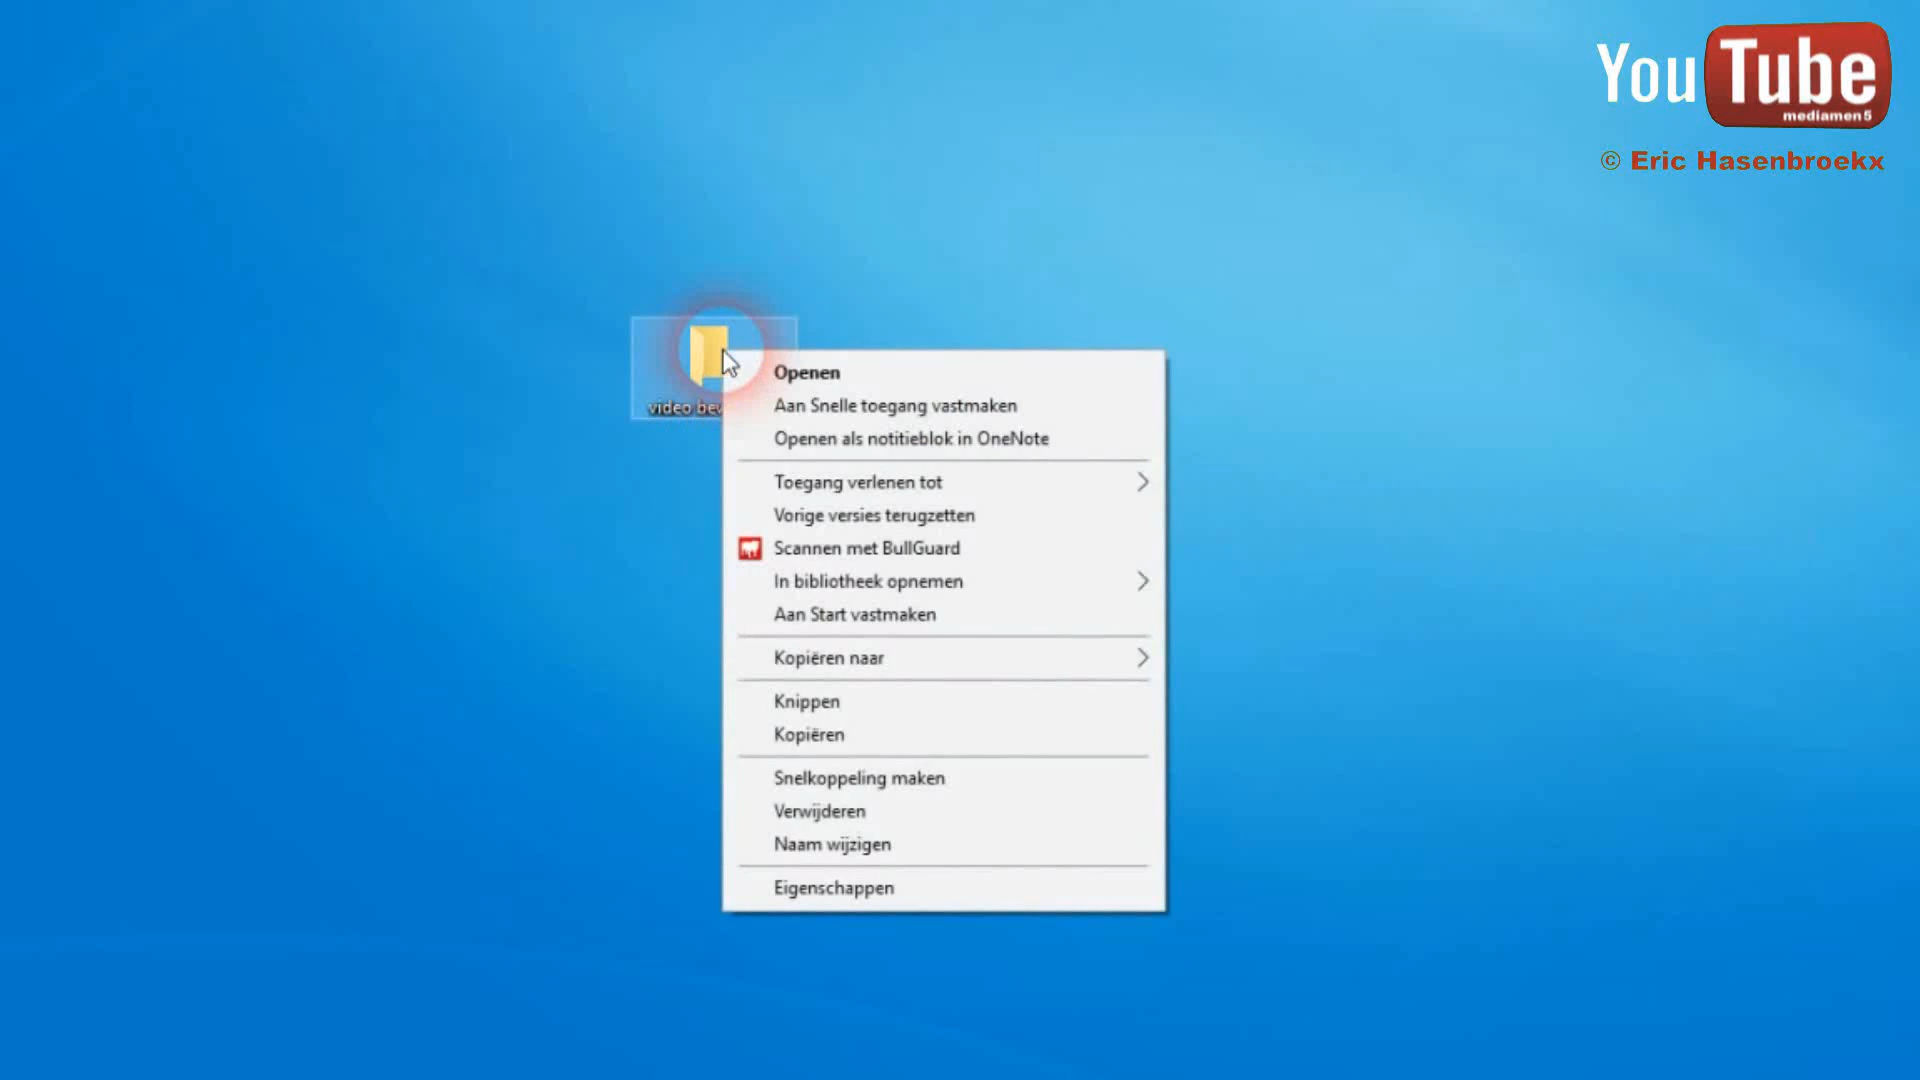 YouTube
mediamen5
© Eric Hasenbroekx
video
Openen
Aan Snelle toegang vastmaken
Openen als notitieblok in OneNote
Toegang verlenen tot
Vorige versies terugzetten
Scannen met BullGuard
In bibliotheek opnemen
Aan Start vastmaken
Kopiëren naar
Knippen
Kopiëren
Snelkoppeling maken
Verwijderen
Naam wijzigen
Eigenschappen